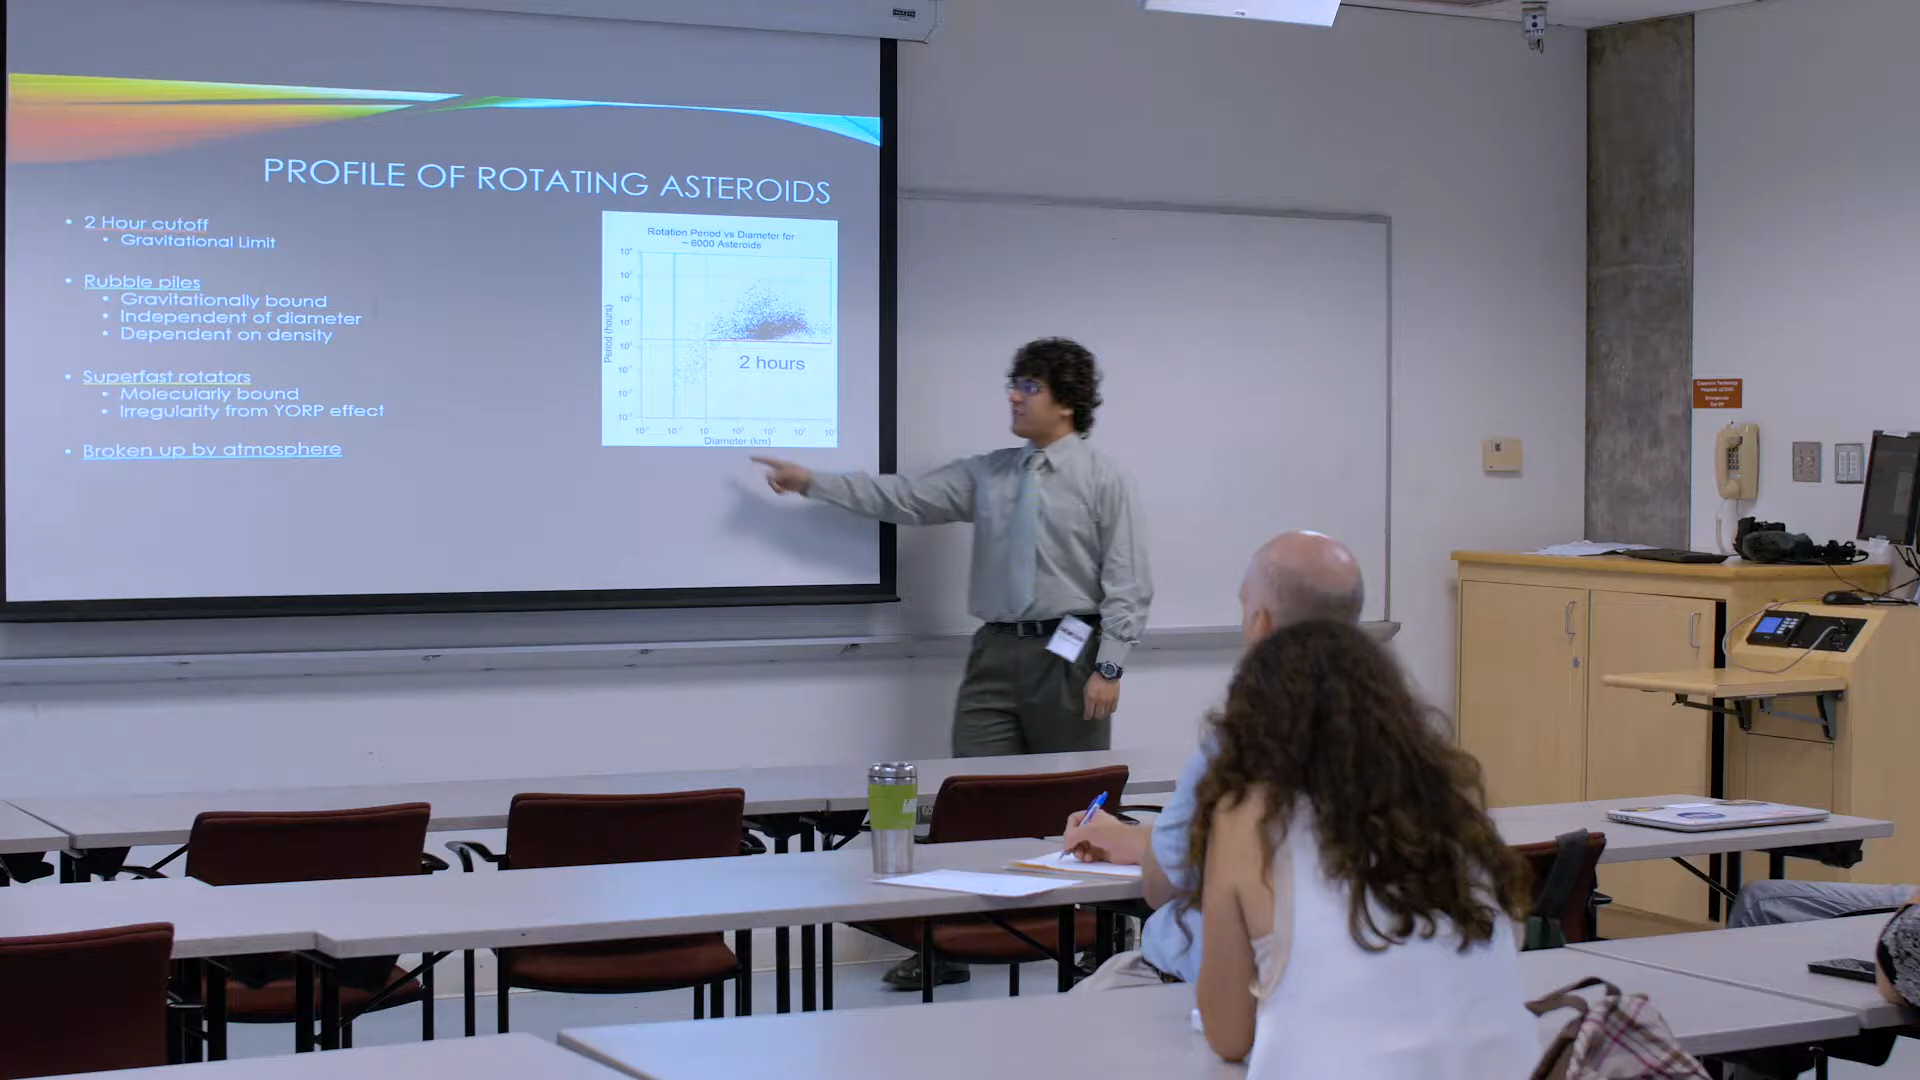 PROFILE OF ROTATING ASTEROIDS
• 2 Hour cutoff
• Gravitational Limit
• Rubble piles
• Gravitationally bound
• Independent of diameter
• Dependent on density
• Superfast rotators
• Molecularly bound
• Irregularity from YORP effect
• Broken up by atmosphere
Rotation Period vs Diameter for
~ 6000 Asteroids
Period (hours)
2 hours
Diameter (km)